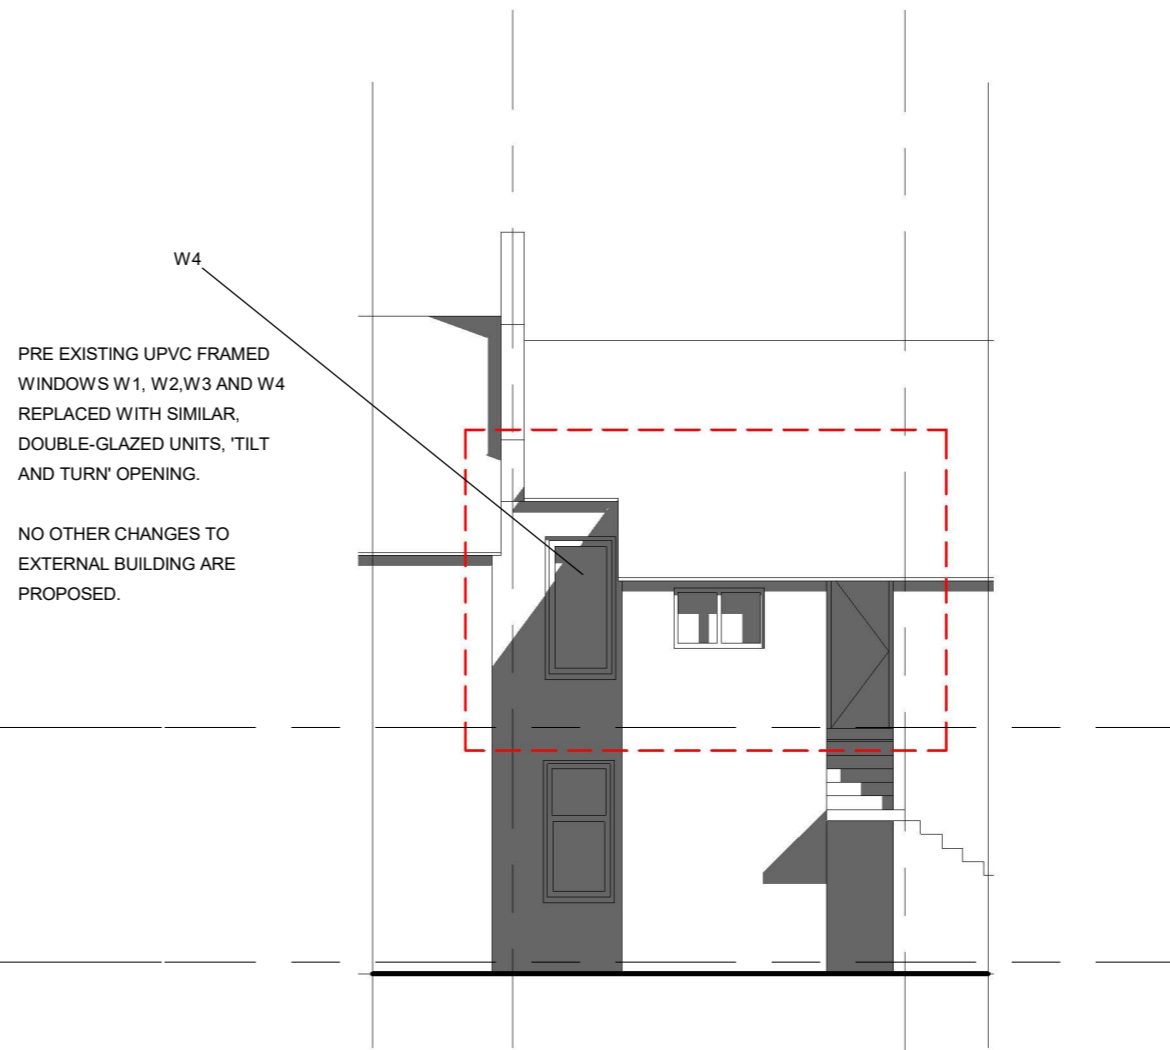 W4
PRE EXISTING UPVC FRAMED
WINDOWS W1, W2,W3 AND W4
REPLACED WITH SIMILAR,
DOUBLE-GLAZED UNITS, 'TILT
AND TURN' OPENING.
NO OTHER CHANGES TO
EXTERNAL BUILDING ARE
PROPOSED.